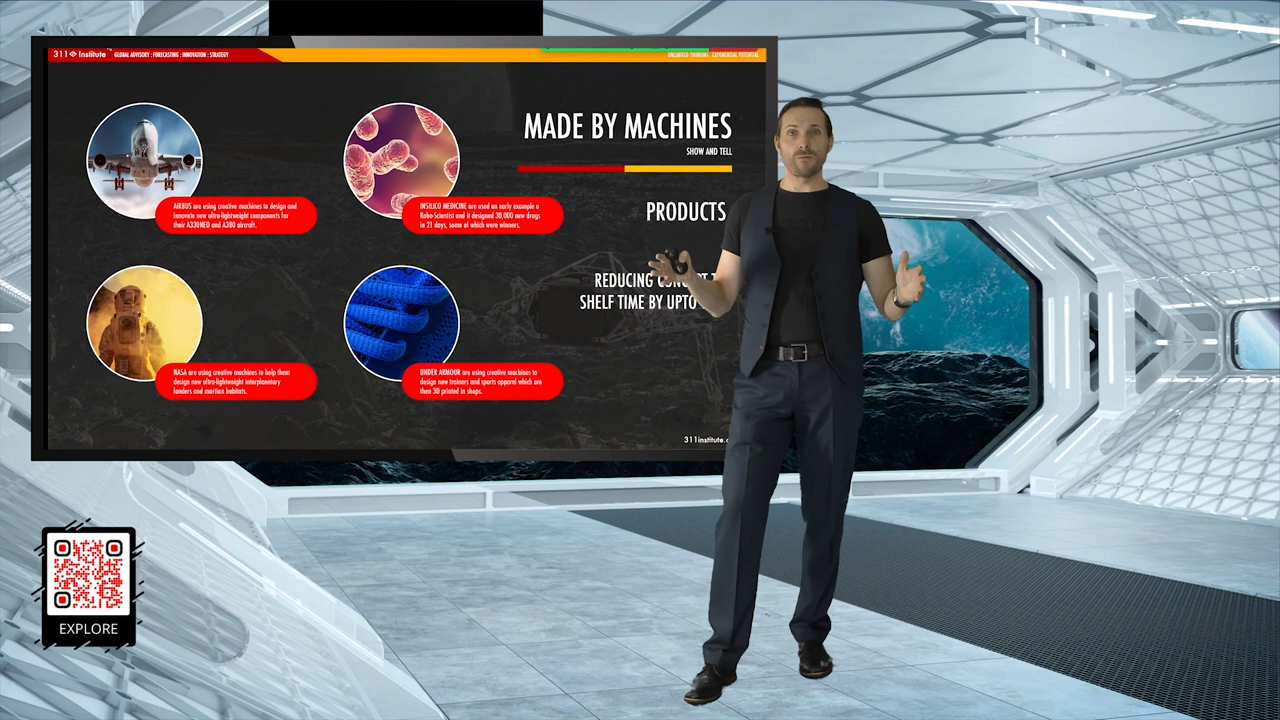 311 Institute
GLOBAL ADVISORY : FORECASTING : INNOVATION : STRATEGY
UNLIMITED THINKING : EXPONENTIAL POTENTIAL
MADE BY MACHINES
SHOW AND TELL
AIRBUS are using creative machines to design and
innovate new ultra-lightweight components for
their A330NEO and A380 aircraft.
INSILICO MEDICINE are used an early example a
Robo-Scientist and it designed 30,000 new drugs
in 21 days, some of which were winners.
PRODUCTS
REDUCING
SHELF TIME BY UPTO
NASA are using creative machines to help them
design new ultra-lightweight interplanetary
landers and martian habitats.
UNDER ARMOUR are using creative machines to
design new trainers and sports apparel which are
then 3D printed in shops.
311institute.
EXPLORE